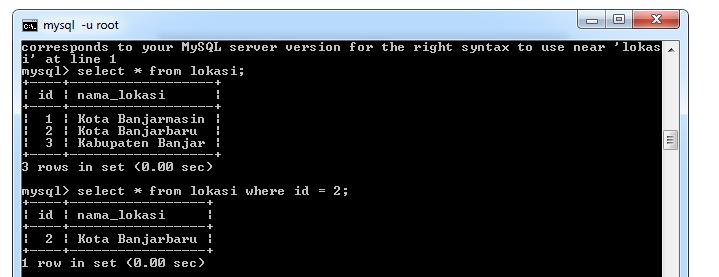 mysql -u root
corresponds to your MySQL server version for the right syntax to use near 'lokas
i' at line 1
mysql> select * from lokasi;
+----+------------------+
| id | nama_lokasi      |
+----+------------------+
|  1 | Kota Banjarmasin |
|  2 | Kota Banjarbaru  |
|  3 | Kabupaten Banjar |
+----+------------------+
3 rows in set (0.00 sec)
mysql> select * from lokasi where id = 2;
+----+-----------------+
| id | nama_lokasi     |
+----+-----------------+
|  2 | Kota Banjarbaru |
+----+-----------------+
1 row in set (0.00 sec)